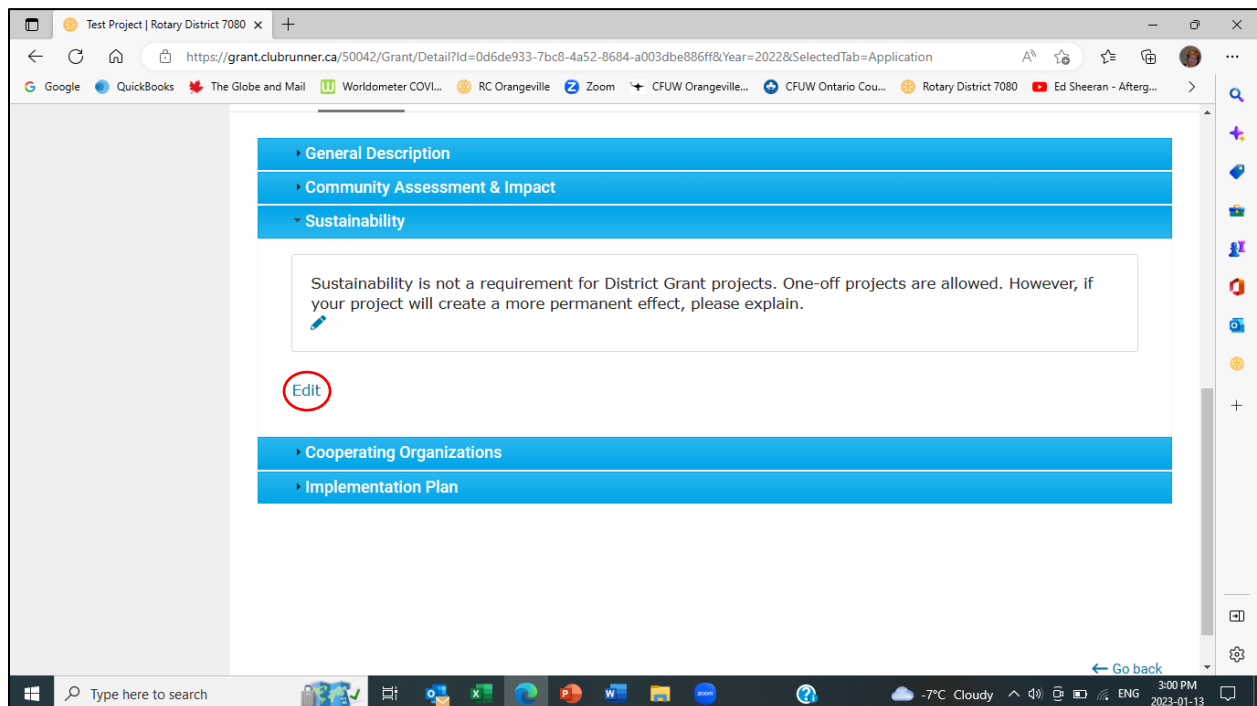 Test Project | Rotary District 7080
https://grant.clubrunner.ca/50042/Grant/Detail?Id=0d6de933-7bc8-4a52-8684-a003dbe886ff&Year=2022&SelectedTab=Application
Google QuickBooks The Globe and Mail Worldometer COVI... RC Orangeville Zoom CFUW Orangeville... CFUW Ontario Cou... Rotary District 7080 Ed Sheeran - Afterg...
General Description
Community Assessment & Impact
Sustainability
Sustainability is not a requirement for District Grant projects. One-off projects are allowed. However, if
your project will create a more permanent effect, please explain.
Edit
Cooperating Organizations
Implementation Plan
← Go back
Type here to search
-7°C Cloudy ENG 3:00 PM
2023-01-13